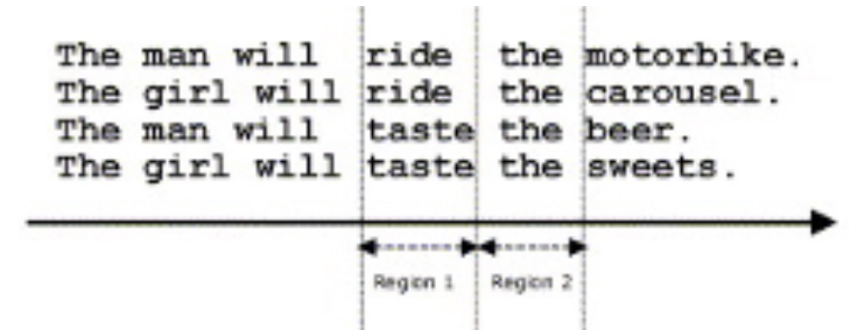 The man will ride the motorbike.
The girl will ride the carousel.
The man will taste the beer.
The girl will taste the sweets.
Region 1 Region 2